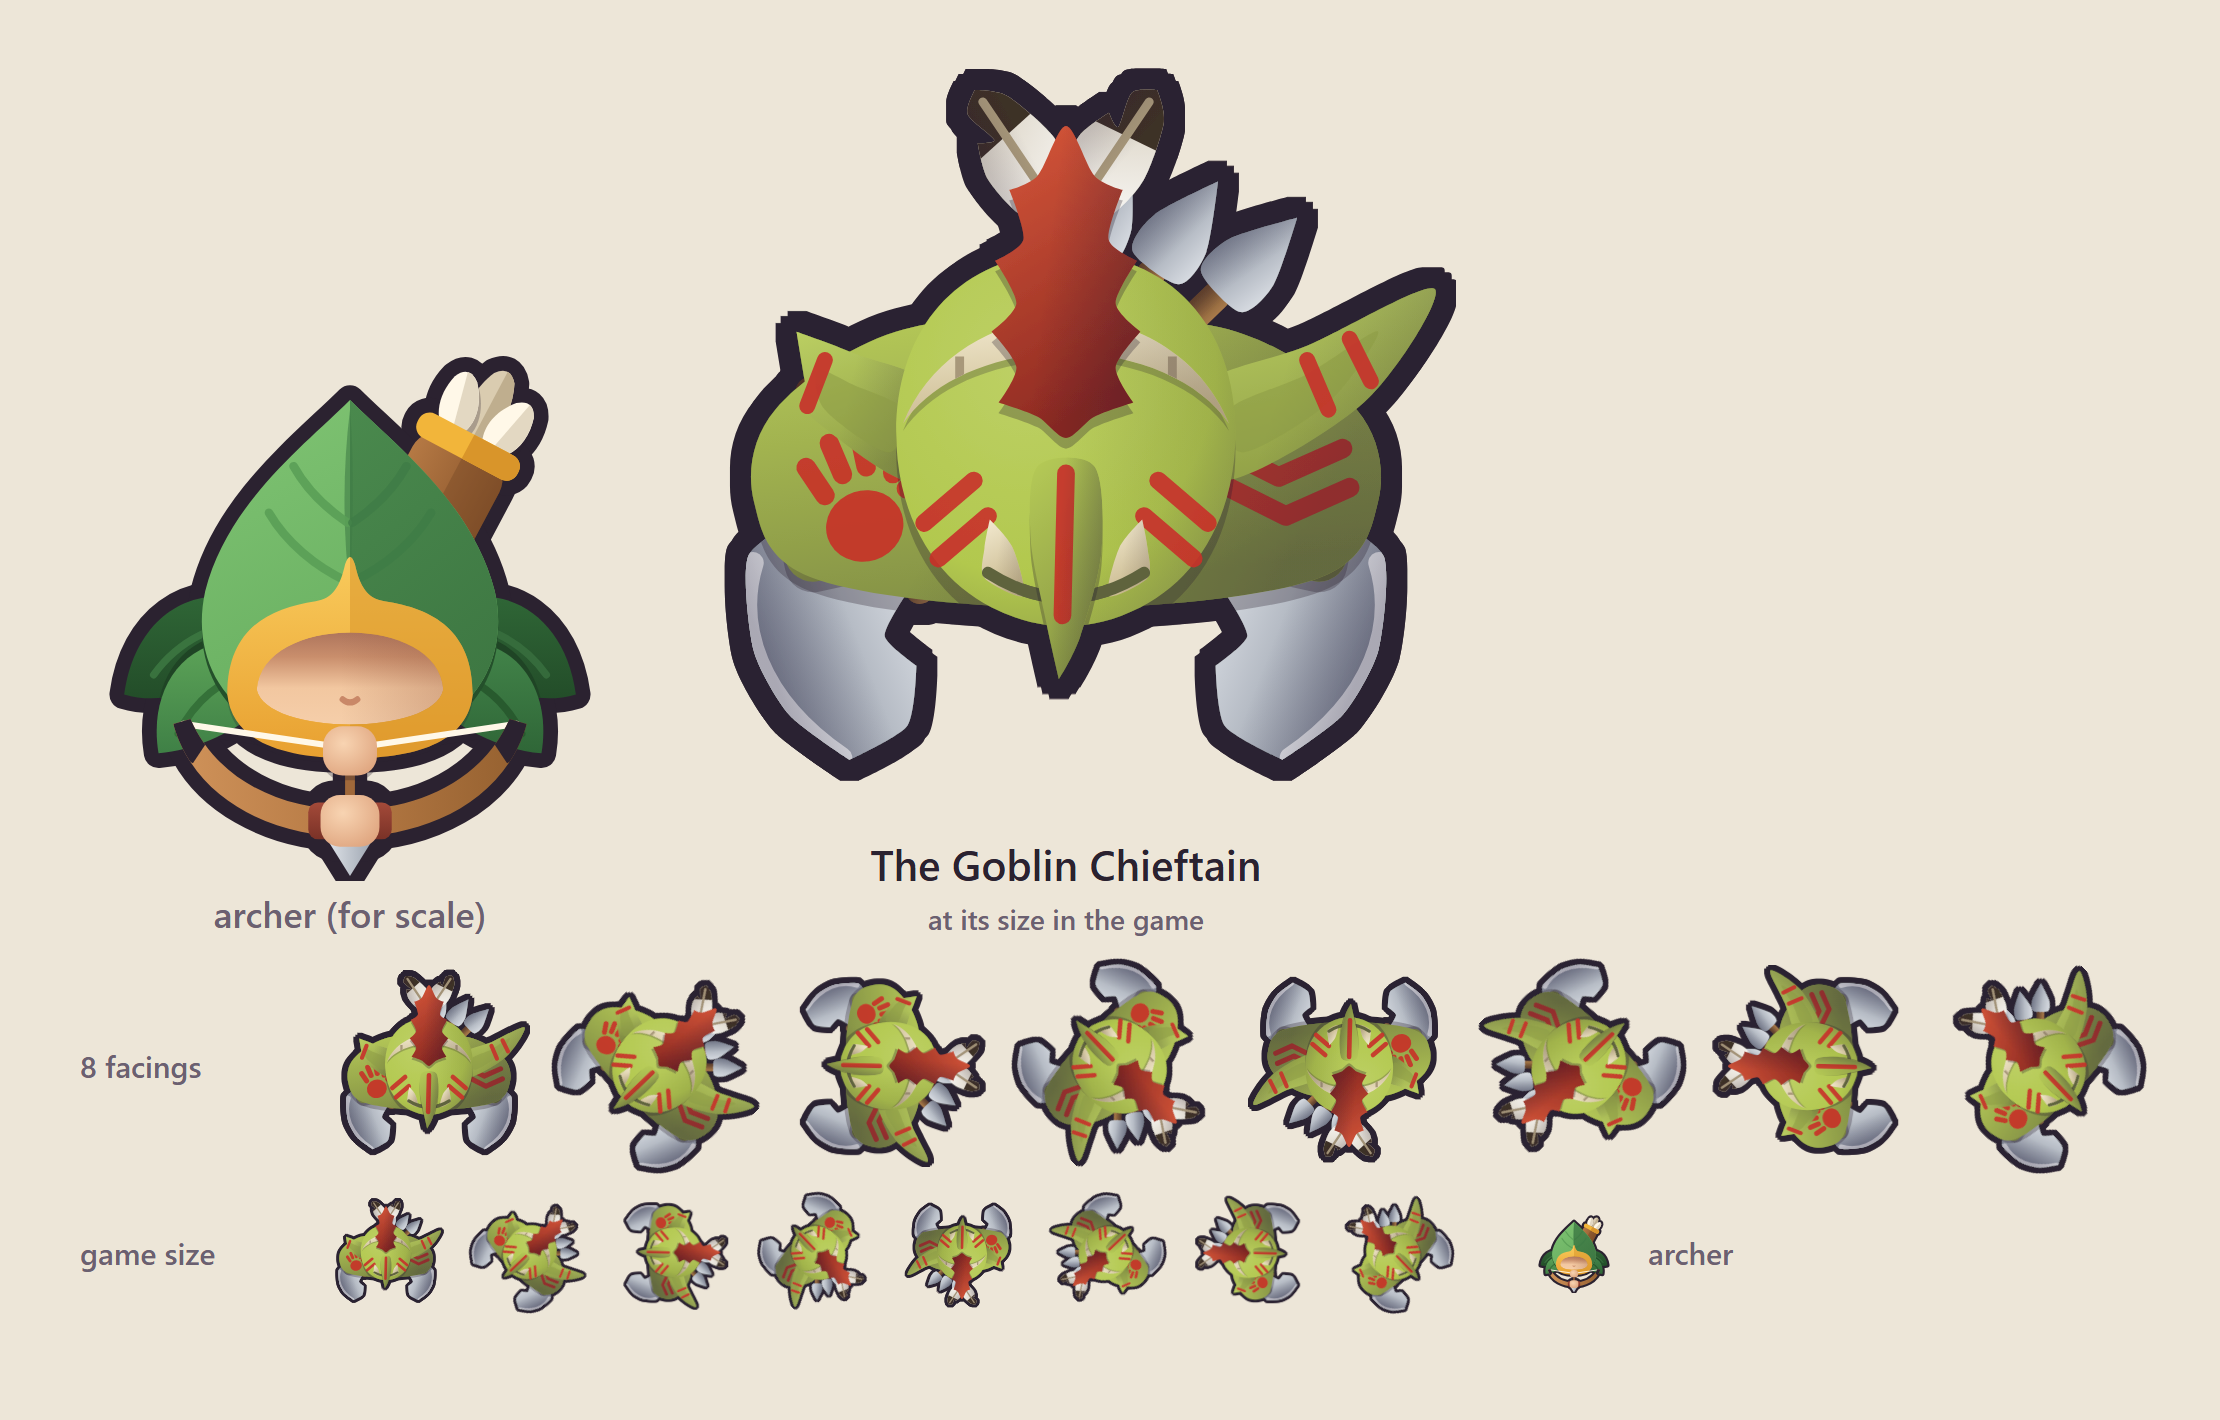 The Goblin Chieftain
archer (for scale)
at its size in the game
8 facings
game size
archer